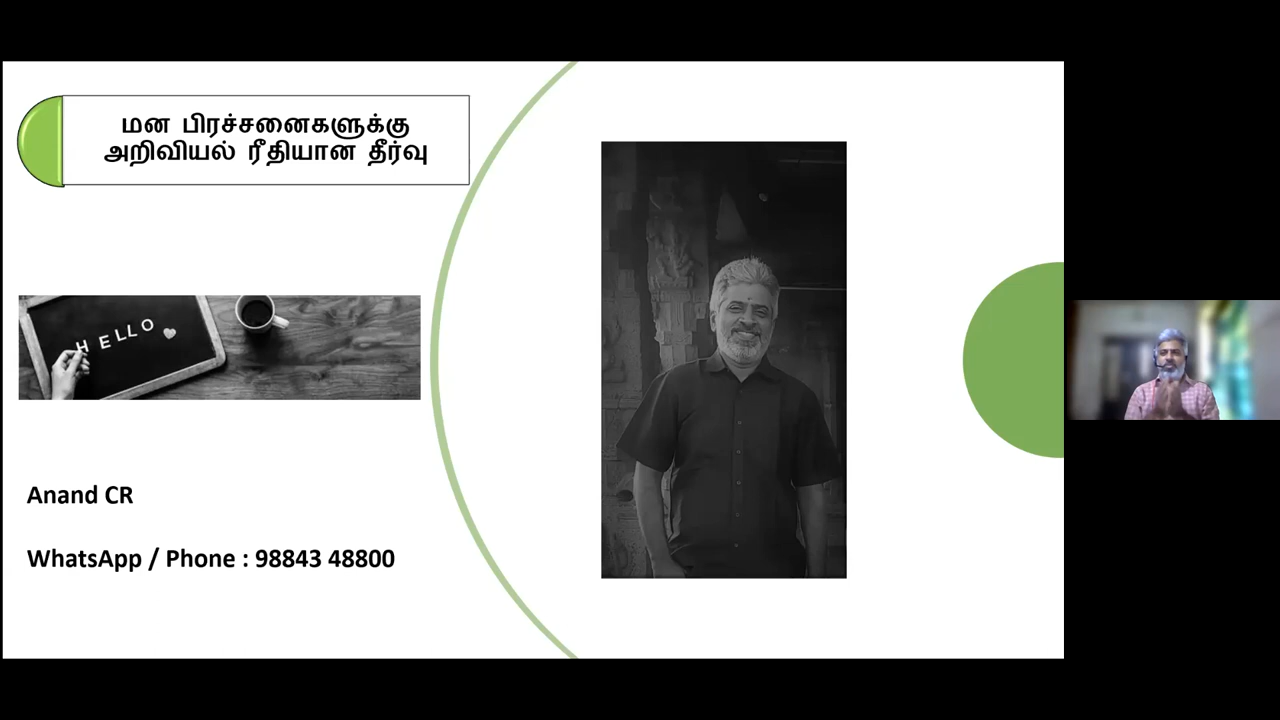 மன பிரச்சனைகளுக்கு
அறிவியல் ரீதியான தீர்வு
HELLO
Anand CR
WhatsApp / Phone : 98843 48800